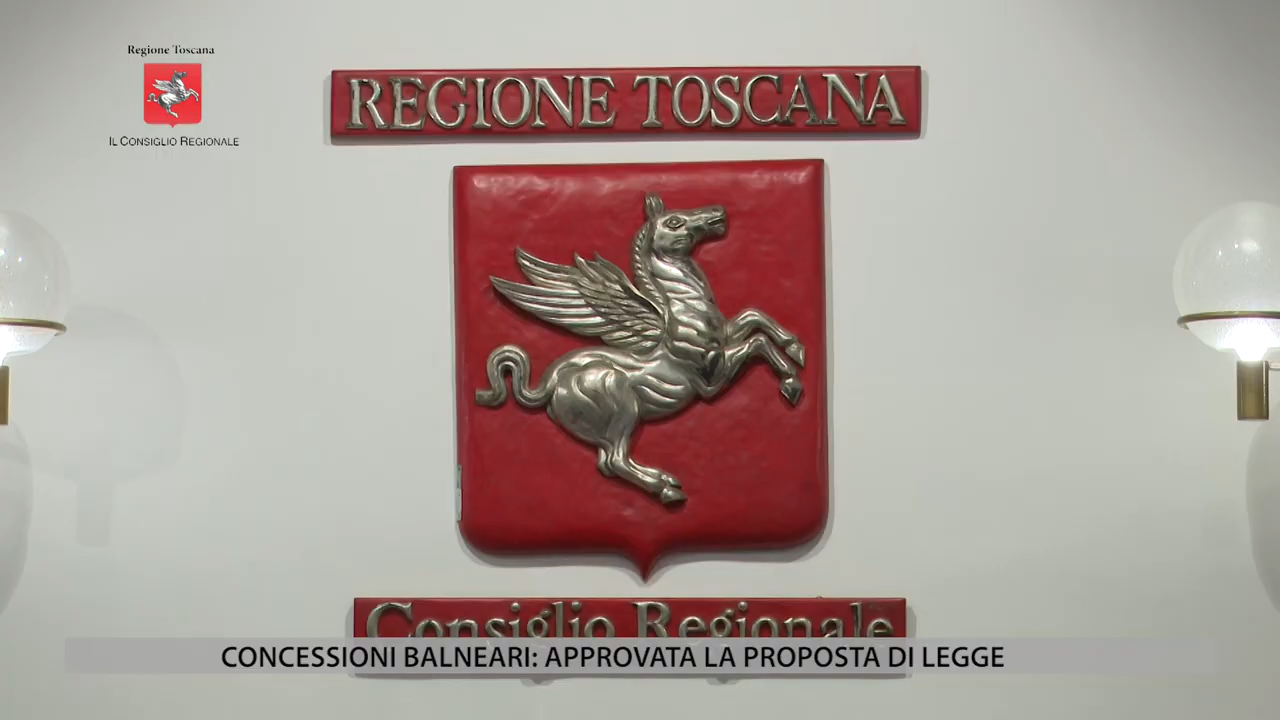 Regione Toscana
IL CONSIGLIO REGIONALE
REGIONE TOSCANA
Consiglio Regionale
CONCESSIONI BALNEARI: APPROVATA LA PROPOSTA DI LEGGE